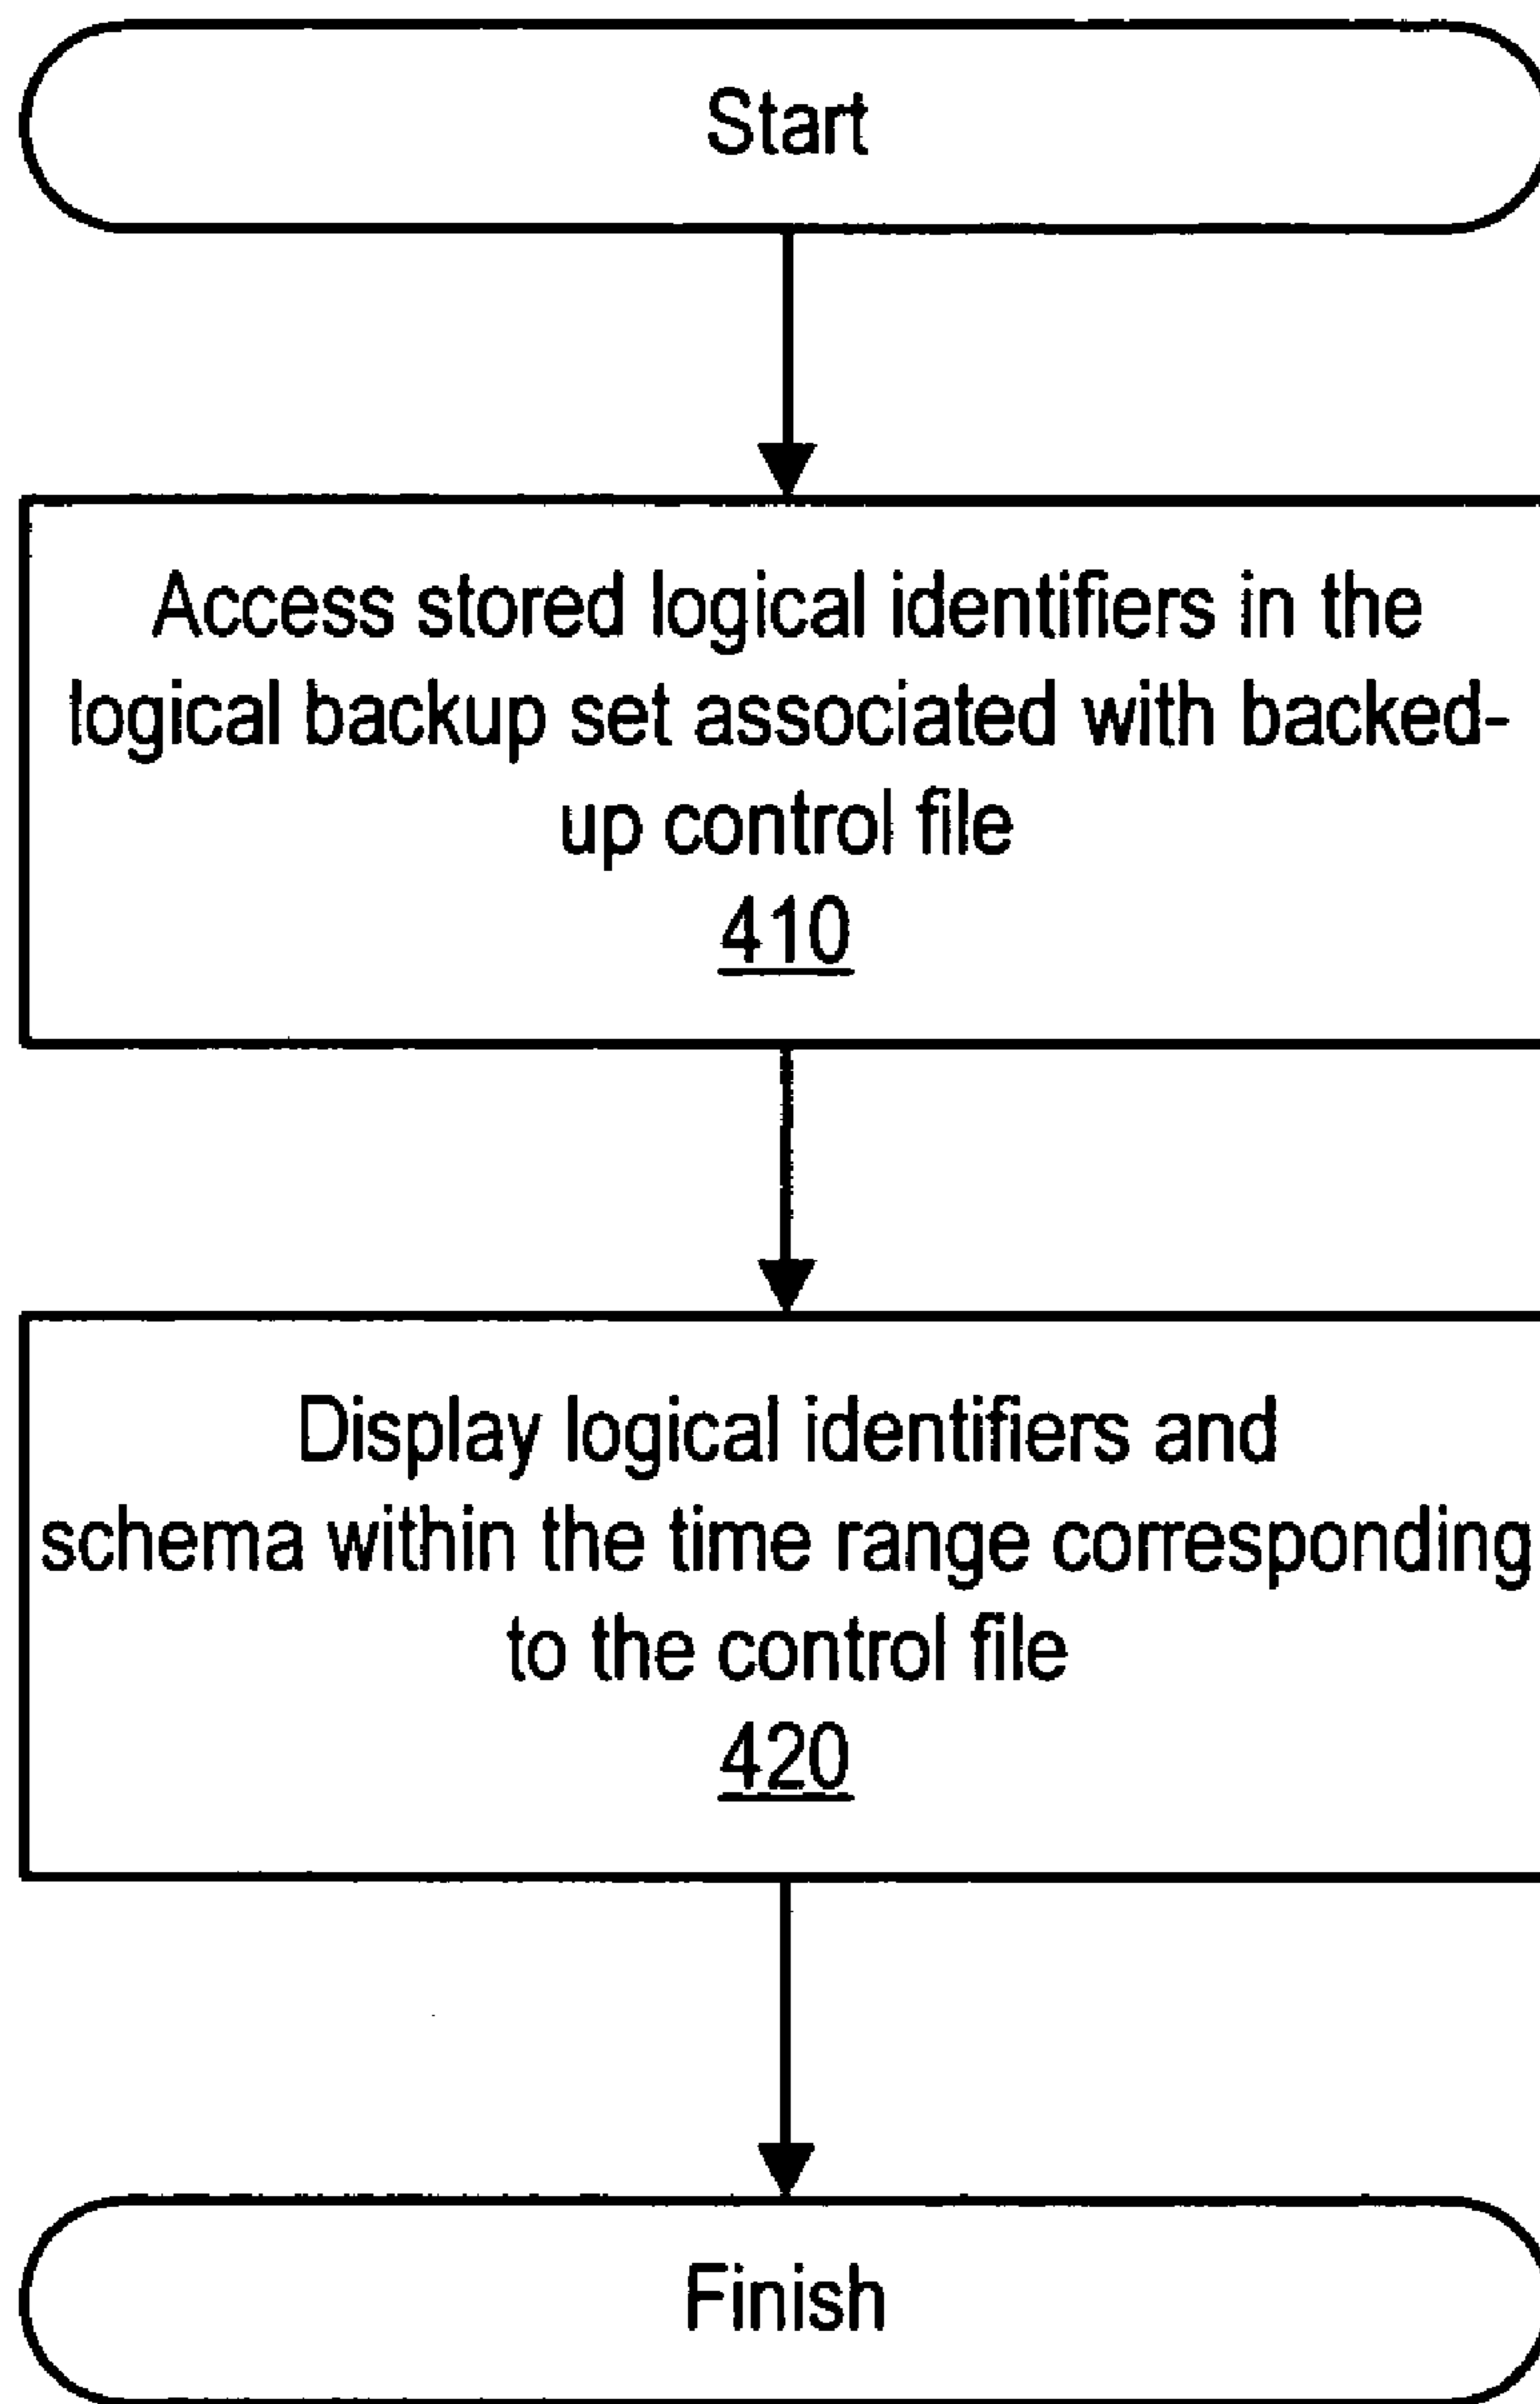 Start
Access stored logical identifiers in the
logical backup set associated with backed-
up control file
410
Display logical identifiers and
schema within the time range corresponding
to the control file
420
Finish